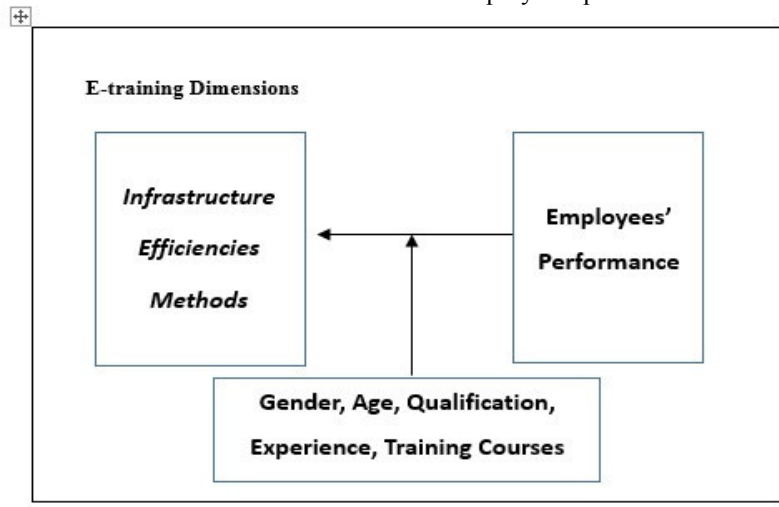 E-training Dimensions
Infrastructure
Efficiencies
Methods
Employees’
Performance
Gender, Age, Qualification,
Experience, Training Courses